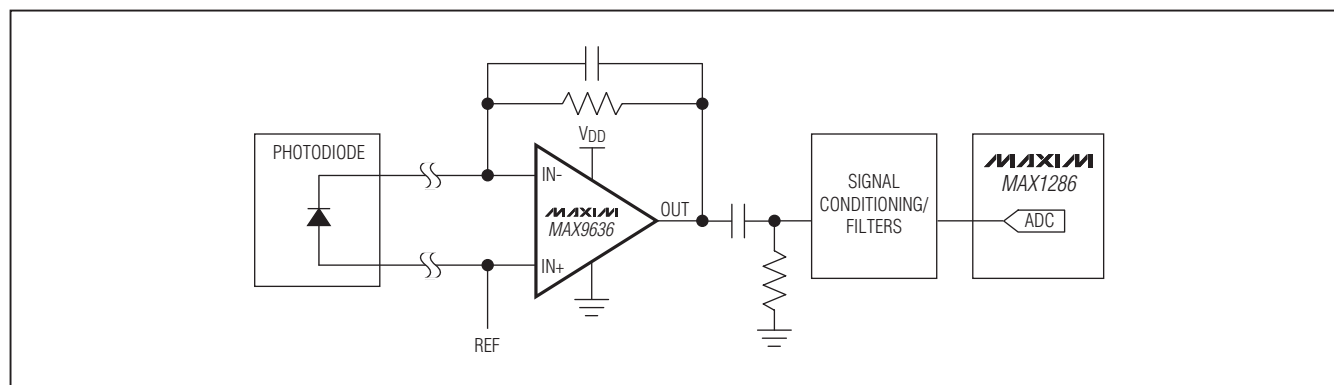 PHOTODIODE
VDD
IN-
MAXIM
MAX9636
OUT
IN+
REF
SIGNAL
CONDITIONING/
FILTERS
MAXIM
MAX1286
ADC